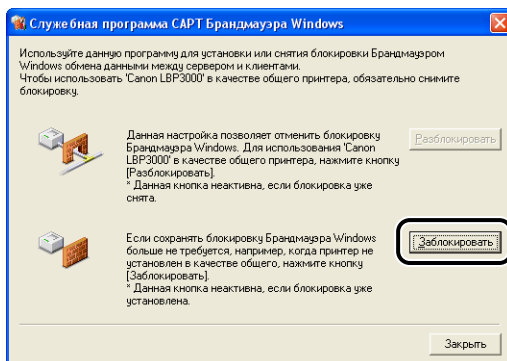 Служебная программа CAPT Брандмауэра Windows
Используйте данную программу для установки или снятия блокировки Брандмауэром
Windows обмена данными между сервером и клиентами.
Чтобы использовать 'Canon LBP3000' в качестве общего принтера, обязательно снимите
блокировку.
Данная настройка позволяет отменить блокировку
Брандмауэра Windows. Для использования 'Canon
LBP3000' в качестве общего принтера, нажмите кнопку
[Разблокировать].
* Данная кнопка неактивна, если блокировка уже
снята.
Разблокировать
Если сохранять блокировку Брандмауэра Windows
больше не требуется, например, когда принтер не
установлен в качестве общего, нажмите кнопку
[Заблокировать].
* Данная кнопка неактивна, если блокировка уже
установлена.
Заблокировать
Закрыть